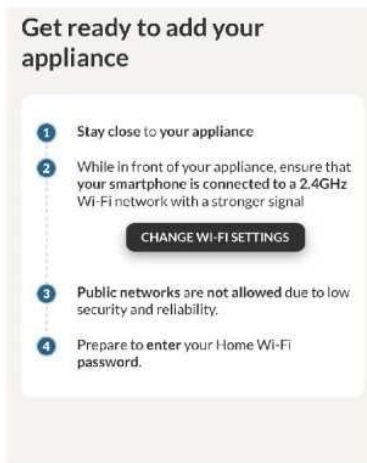 Get ready to add your
appliance
1 Stay close to your appliance
2 While in front of your appliance, ensure that
your smartphone is connected to a 2.4GHz
Wi-Fi network with a stronger signal
CHANGE WI-FI SETTINGS
3 Public networks are not allowed due to low
security and reliability.
4 Prepare to enter your Home Wi-Fi
password.